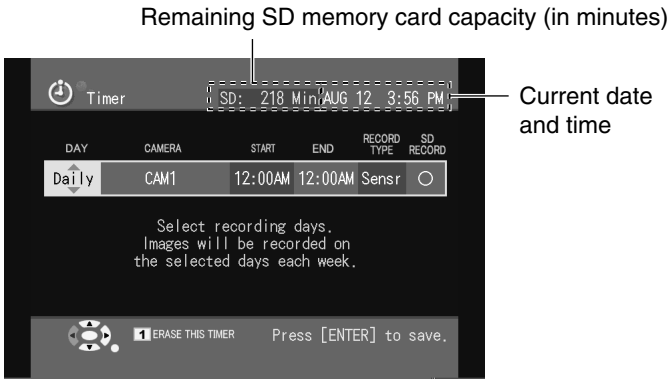 Remaining SD memory card capacity (in minutes)
Timer SD: 218 Min AUG 12 3:56 PM
Current date
and time
DAY CAMERA START END RECORD TYPE SD RECORD
Daily CAM1 12:00AM 12:00AM Sensr ○
Select recording days.
Images will be recorded on
the selected days each week.
1 ERASE THIS TIMER Press [ENTER] to save.